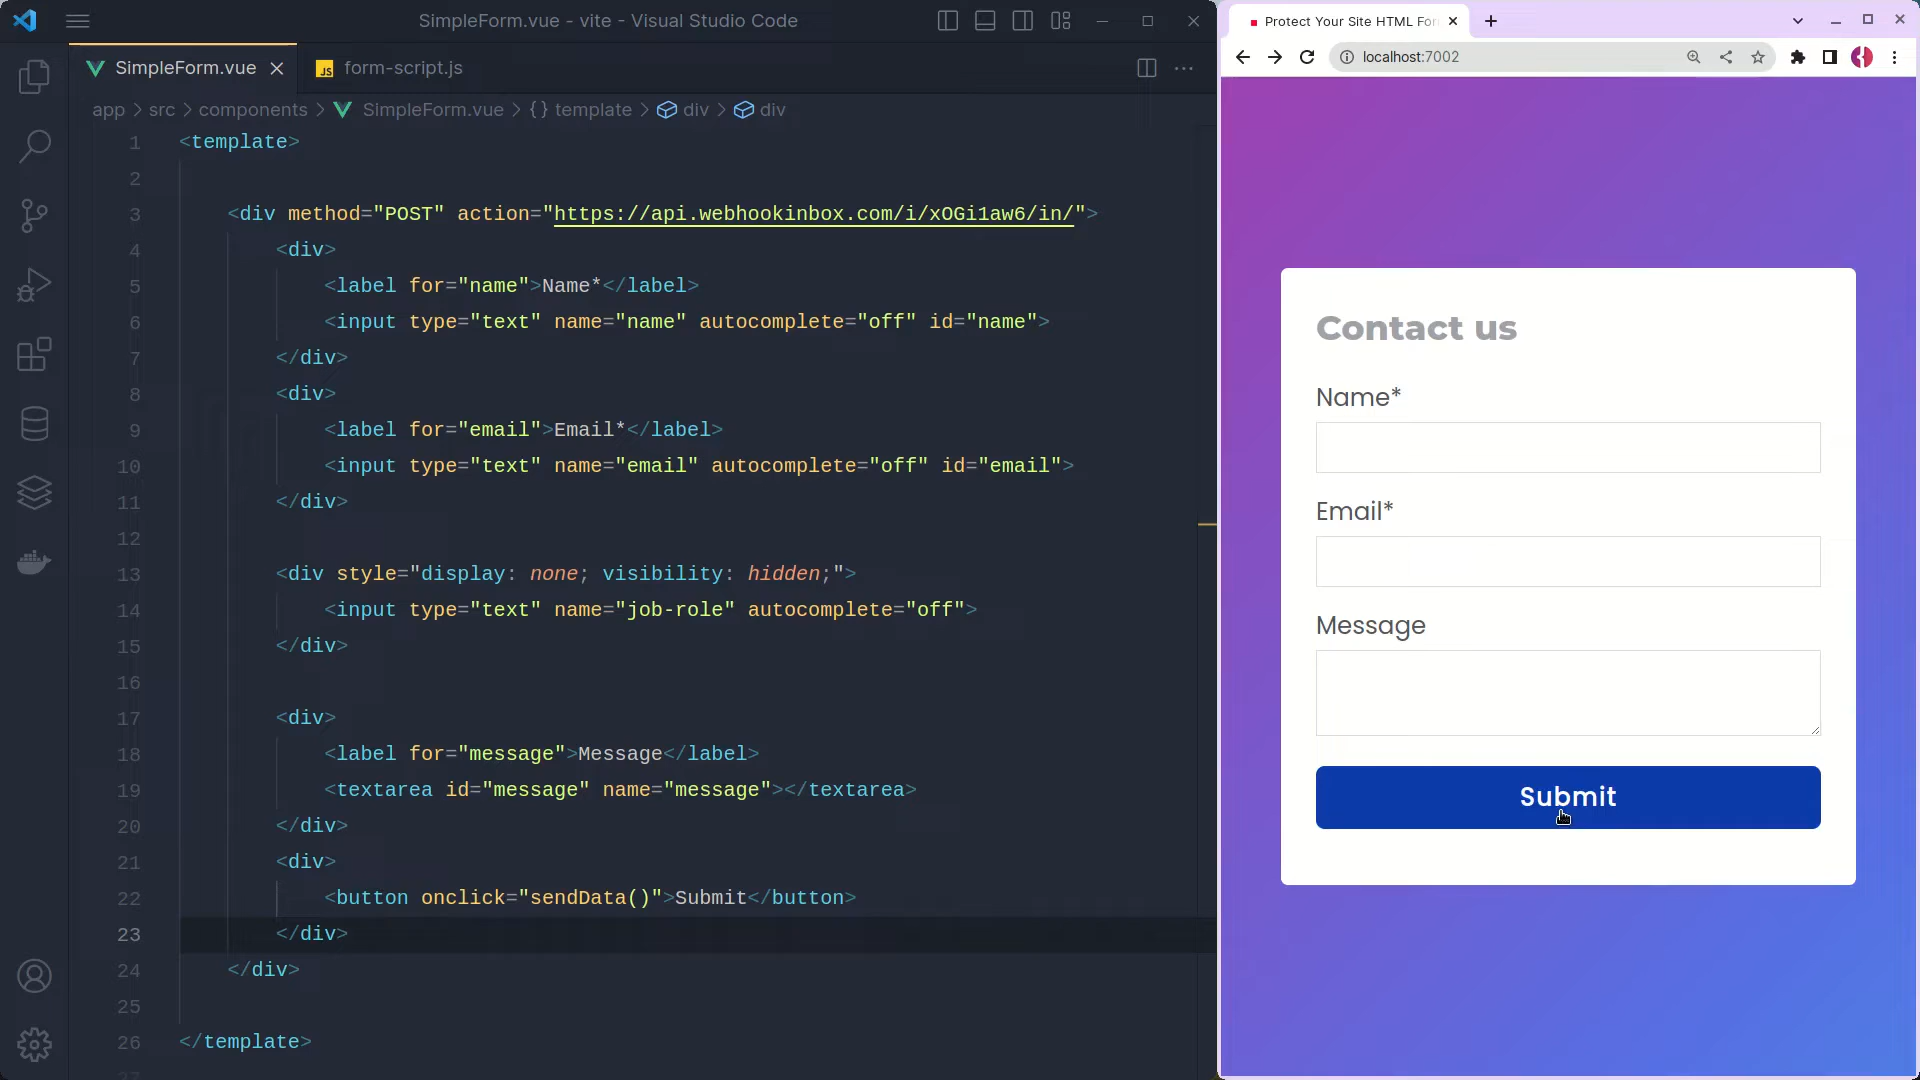 SimpleForm.vue - vite - Visual Studio Code
SimpleForm.vue
JS form-script.js
app > src > components > SimpleForm.vue > {} template > div > div
1 <template>
2
3 <div method="POST" action="https://api.webhookinbox.com/i/xOGi1aw6/in/">
4 <div>
5 <label for="name">Name*</label>
6 <input type="text" name="name" autocomplete="off" id="name">
7 </div>
8 <div>
9 <label for="email">Email*</label>
10 <input type="text" name="email" autocomplete="off" id="email">
11 </div>
12
13 <div style="display: none; visibility: hidden;">
14 <input type="text" name="job-role" autocomplete="off">
15 </div>
16
17 <div>
18 <label for="message">Message</label>
19 <textarea id="message" name="message"></textarea>
20 </div>
21 <div>
22 <button onclick="sendData()">Submit</button>
23 </div>
24 </div>
25
26 </template>
27
Protect Your Site HTML For
localhost:7002
Contact us
Name*
Email*
Message
Submit